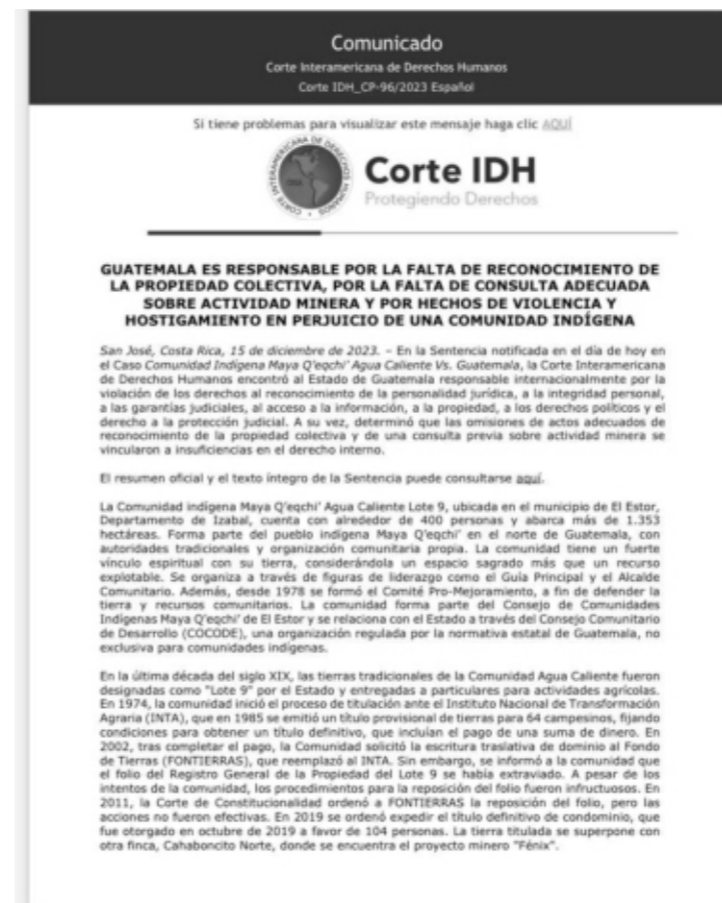 Comunicado
Corte Interamericana de Derechos Humanos
Corte IDH_CP-96/2023 Español
Si tiene problemas para visualizar este mensaje haga clic AQUÍ
CORTE INTERAMERICANA DE DERECHOS HUMANOS
Corte IDH
Protegiendo Derechos
GUATEMALA ES RESPONSABLE POR LA FALTA DE RECONOCIMIENTO DE
LA PROPIEDAD COLECTIVA, POR LA FALTA DE CONSULTA ADECUADA
SOBRE ACTIVIDAD MINERA Y POR HECHOS DE VIOLENCIA Y
HOSTIGAMIENTO EN PERJUICIO DE UNA COMUNIDAD INDÍGENA
San José, Costa Rica, 15 de diciembre de 2023. – En la Sentencia notificada en el día de hoy en
el Caso Comunidad Indígena Maya Q'eqchi' Agua Caliente Vs. Guatemala, la Corte Interamericana
de Derechos Humanos encontró al Estado de Guatemala responsable internacionalmente por la
violación de los derechos al reconocimiento de la personalidad jurídica, a la integridad personal,
a las garantías judiciales, al acceso a la información, a la propiedad, a los derechos políticos y el
derecho a la protección judicial. A su vez, determinó que las omisiones de actos adecuados de
reconocimiento de la propiedad colectiva y de una consulta previa sobre actividad minera se
vincularon a insuficiencias en el derecho interno.
El resumen oficial y el texto íntegro de la Sentencia puede consultarse aquí.
La Comunidad indígena Maya Q'eqchi' Agua Caliente Lote 9, ubicada en el municipio de El Estor,
Departamento de Izabal, cuenta con alrededor de 400 personas y abarca más de 1.353
hectáreas. Forma parte del pueblo indígena Maya Q'eqchi' en el norte de Guatemala, con
autoridades tradicionales y organización comunitaria propia. La comunidad tiene un fuerte
vínculo espiritual con su tierra, considerándola un espacio sagrado más que un recurso
explotable. Se organiza a través de figuras de liderazgo como el Guía Principal y el Alcalde
Comunitario. Además, desde 1978 se formó el Comité Pro-Mejoramiento, a fin de defender la
tierra y recursos comunitarios. La comunidad forma parte del Consejo de Comunidades
Indígenas Maya Q'eqchi' de El Estor y se relaciona con el Estado a través del Consejo Comunitario
de Desarrollo (COCODE), una organización regulada por la normativa estatal de Guatemala, no
exclusiva para comunidades indígenas.
En la última década del siglo XIX, las tierras tradicionales de la Comunidad Agua Caliente fueron
designadas como "Lote 9" por el Estado y entregadas a particulares para actividades agrícolas.
En 1974, la comunidad inició el proceso de titulación ante el Instituto Nacional de Transformación
Agraria (INTA), que en 1985 se emitió un título provisional de tierras para 64 campesinos, fijando
condiciones para obtener un título definitivo, que incluían el pago de una suma de dinero. En
2002, tras completar el pago, la Comunidad solicitó la escritura traslativa de dominio al Fondo
de Tierras (FONTIERRAS), que reemplazó al INTA. Sin embargo, se informó a la comunidad que
el folio del Registro General de la Propiedad del Lote 9 se había extraviado. A pesar de los
intentos de la comunidad, los procedimientos para la reposición del folio fueron infructuosos. En
2011, la Corte de Constitucionalidad ordenó a FONTIERRAS la reposición del folio, pero las
acciones no fueron efectivas. En 2019 se ordenó expedir el título definitivo de condominio, que
fue otorgado en octubre de 2019 a favor de 104 personas. La tierra titulada se superpone con
otra finca, Cahaboncito Norte, donde se encuentra el proyecto minero "Fénix".